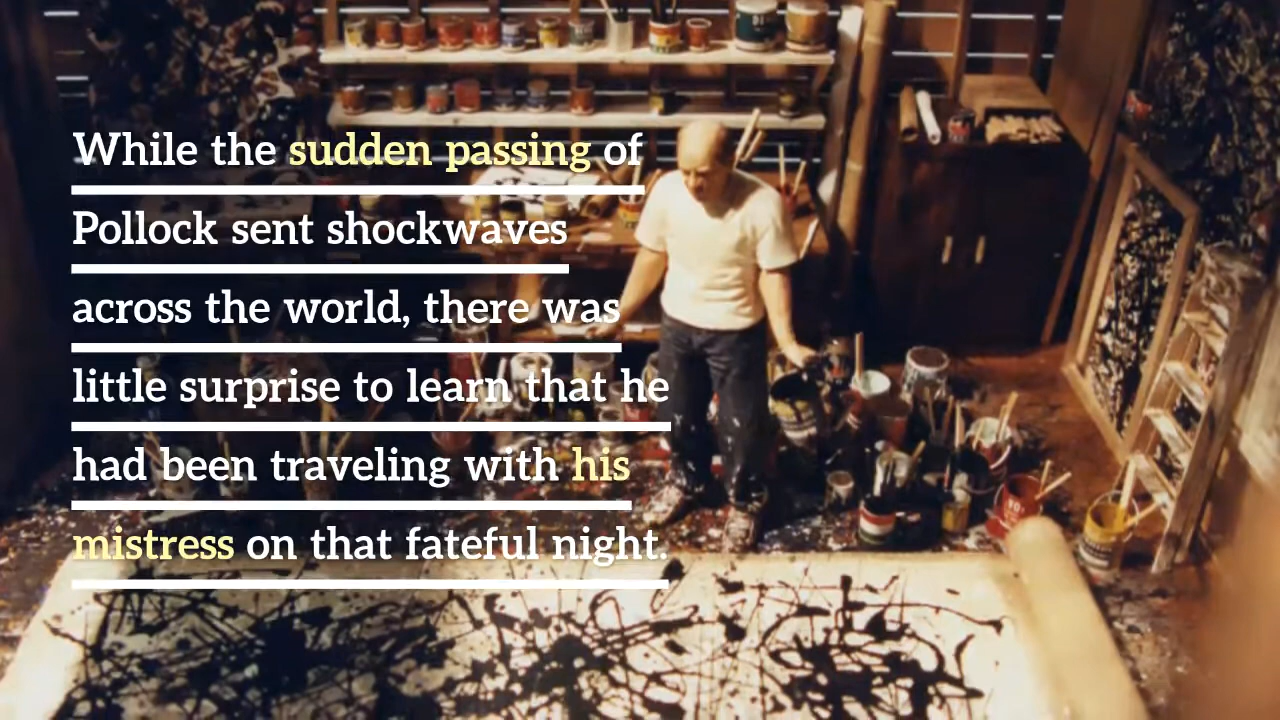 While the sudden passing of
Pollock sent shockwaves
across the world, there was
little surprise to learn that he
had been traveling with his
mistress on that fateful night.